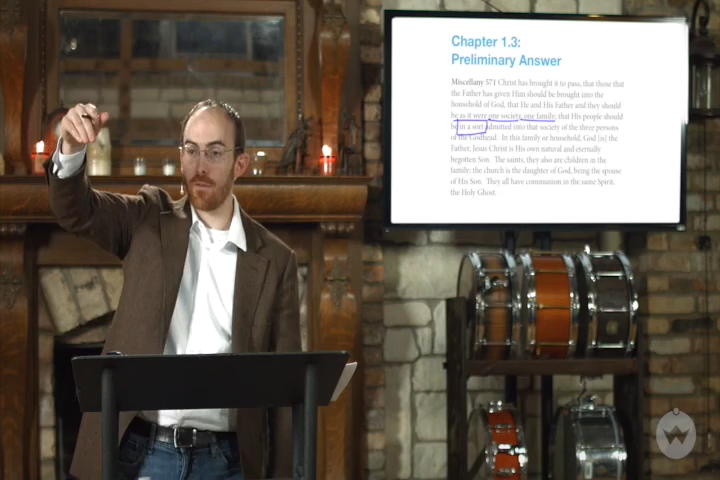 Chapter 1.3:
Preliminary Answer
Miscellany 571 Christ has brought it to pass, that those that
the Father has given Him should be brought into the
household of God, that He and His Father and they should
be as it were one society, one family; that His people should
be in a sort admitted into that society of the three persons
of the Godhead. In this family or household, God [is] the
Father, Jesus Christ is His own natural and eternally
begotten Son. The saints, they also are children in the
family; the church is the daughter of God, being the spouse
of His Son. They all have communion in the same Spirit,
the Holy Ghost.